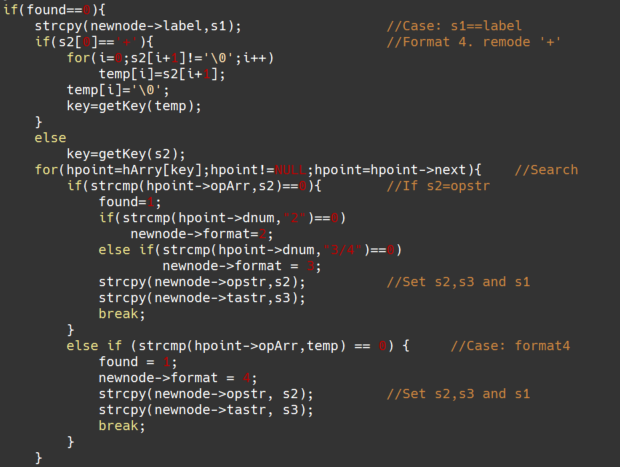 if(found==0){
strcpy(newnode->label,s1); //Case: s1==label
if(s2[0]=='+'){ //Format 4. remode '+'
for(i=0;s2[i+1]!='\0';i++)
temp[i]=s2[i+1];
temp[i]='\0';
key=getKey(temp);
}
else
key=getKey(s2);
for(hpoint=hArry[key];hpoint!=NULL;hpoint=hpoint->next){ //Search
if(strcmp(hpoint->opArr,s2)==0){ //If s2=opstr
found=1;
if(strcmp(hpoint->dnum,"2")==0)
newnode->format=2;
else if(strcmp(hpoint->dnum,"3/4")==0)
newnode->format = 3;
strcpy(newnode->opstr,s2); //Set s2,s3 and s1
strcpy(newnode->tastr,s3);
break;
}
else if (strcmp(hpoint->opArr,temp) == 0) { //Case: format4
found = 1;
newnode->format = 4;
strcpy(newnode->opstr, s2); //Set s2,s3 and s1
strcpy(newnode->tastr, s3);
break;
}
}